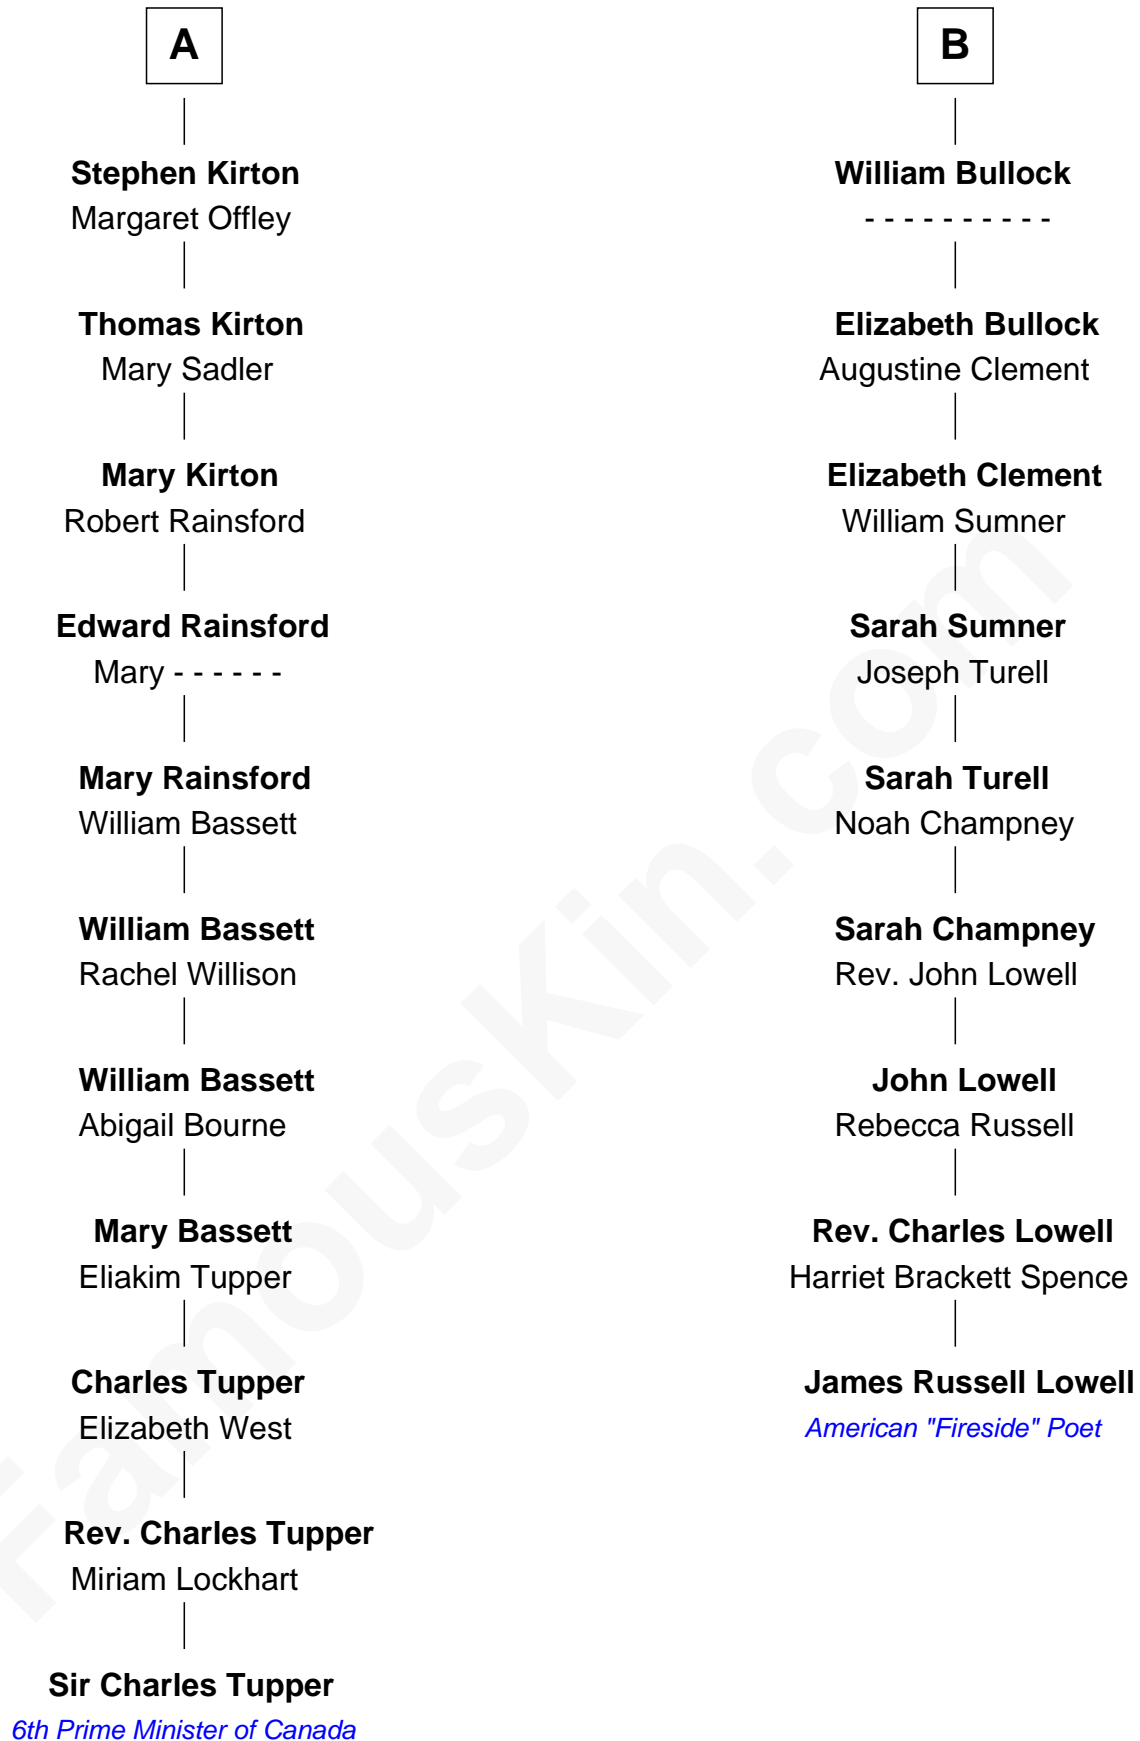 A
Stephen Kirton
Margaret Offley
Thomas Kirton
Mary Sadler
Mary Kirton
Robert Rainsford
Edward Rainsford
Mary - - - - - -
Mary Rainsford
William Bassett
William Bassett
Rachel Willison
William Bassett
Abigail Bourne
Mary Bassett
Eliakim Tupper
Charles Tupper
Elizabeth West
Rev. Charles Tupper
Miriam Lockhart
Sir Charles Tupper
6th Prime Minister of Canada
B
William Bullock
- - - - - - - - - -
Elizabeth Bullock
Augustine Clement
Elizabeth Clement
William Sumner
Sarah Sumner
Joseph Turell
Sarah Turell
Noah Champney
Sarah Champney
Rev. John Lowell
John Lowell
Rebecca Russell
Rev. Charles Lowell
Harriet Brackett Spence
James Russell Lowell
American "Fireside" Poet
FamousKin.com